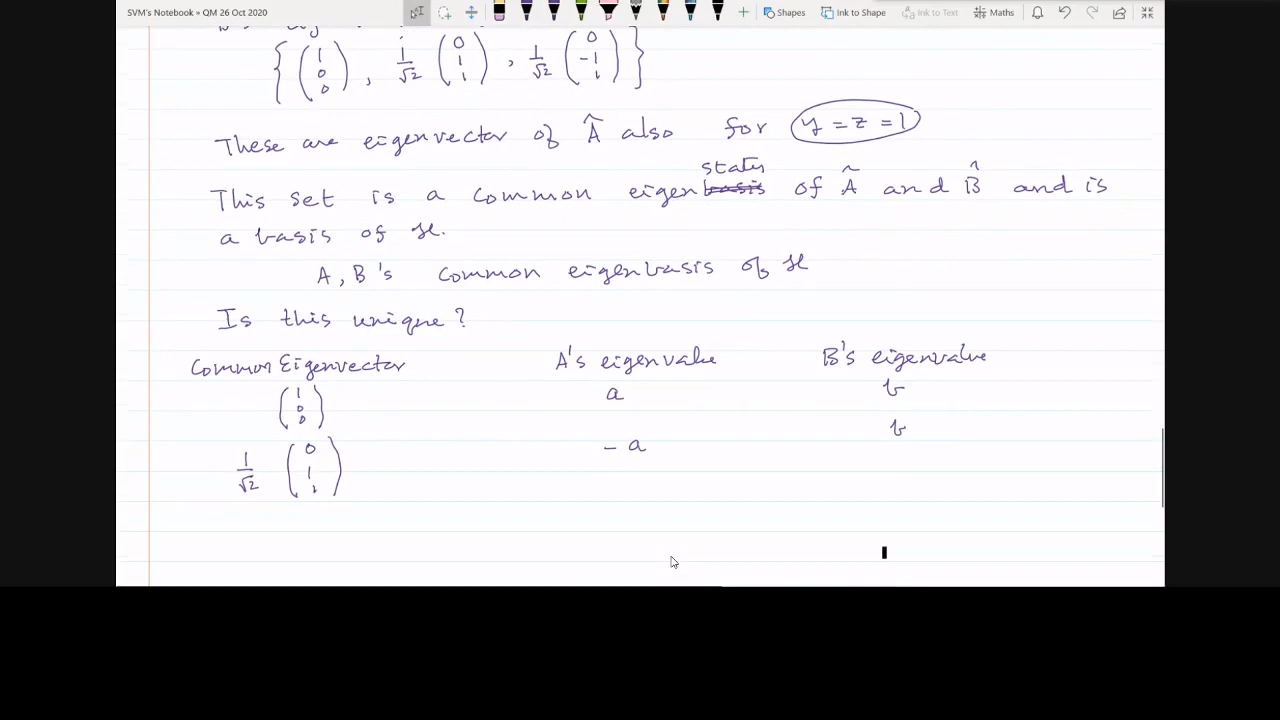 SVM's Notebook » QM 26 Oct 2020
Shapes Ink to Shape Ink to Text Maths
{ (1 0 0) , 1/√2 (0 1 1) , 1/√2 (0 -1 1) }
These are eigenvector of Â also for y = z = 1
states
This set is a common eigenbasis of Ã and B̂ and is
a basis of ℋ.
A, B's common eigenbasis of ℋ
Is this unique?
Common Eigenvector A's eigenvalue B's eigenvalue
(1 0 0) a b
1/√2 (0 1 1) - a b